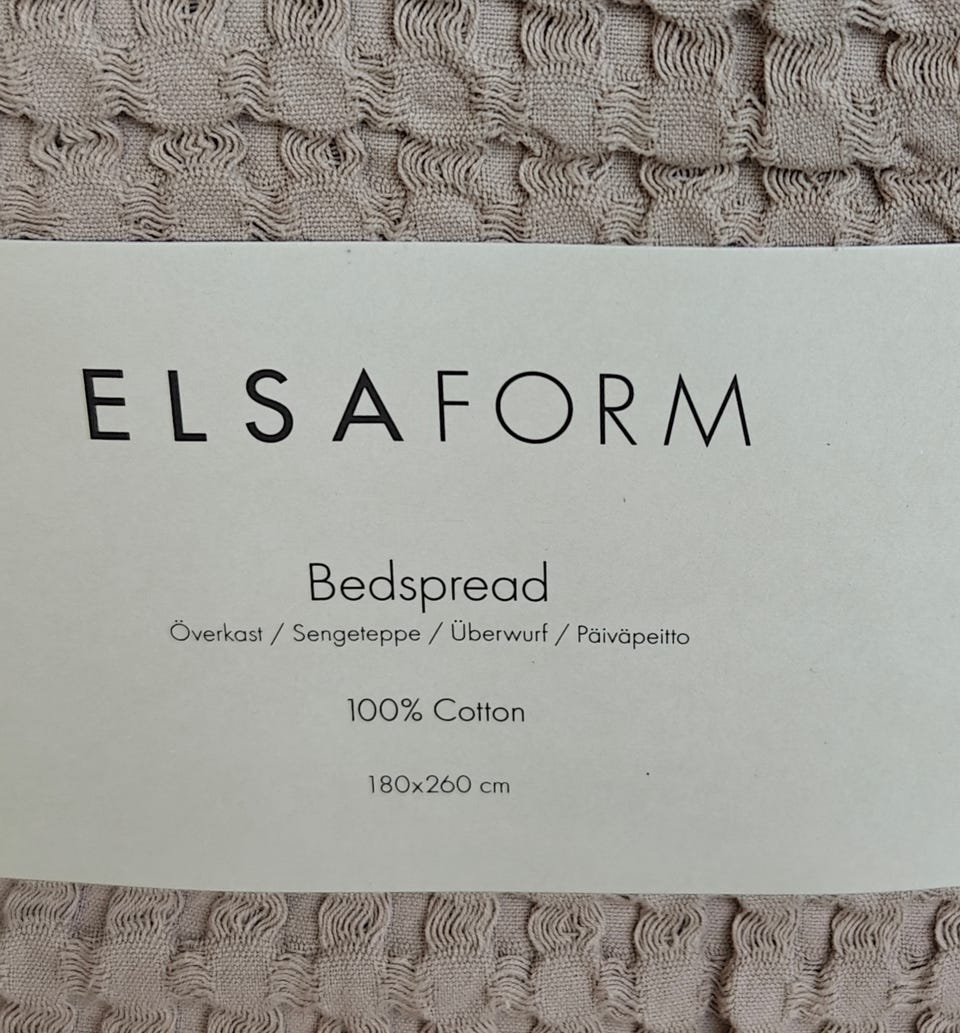 ELSAFORM
Bedspread
Överkast / Sengeteppe / Überwurf / Päiväpeitto
100% Cotton
180x260 cm